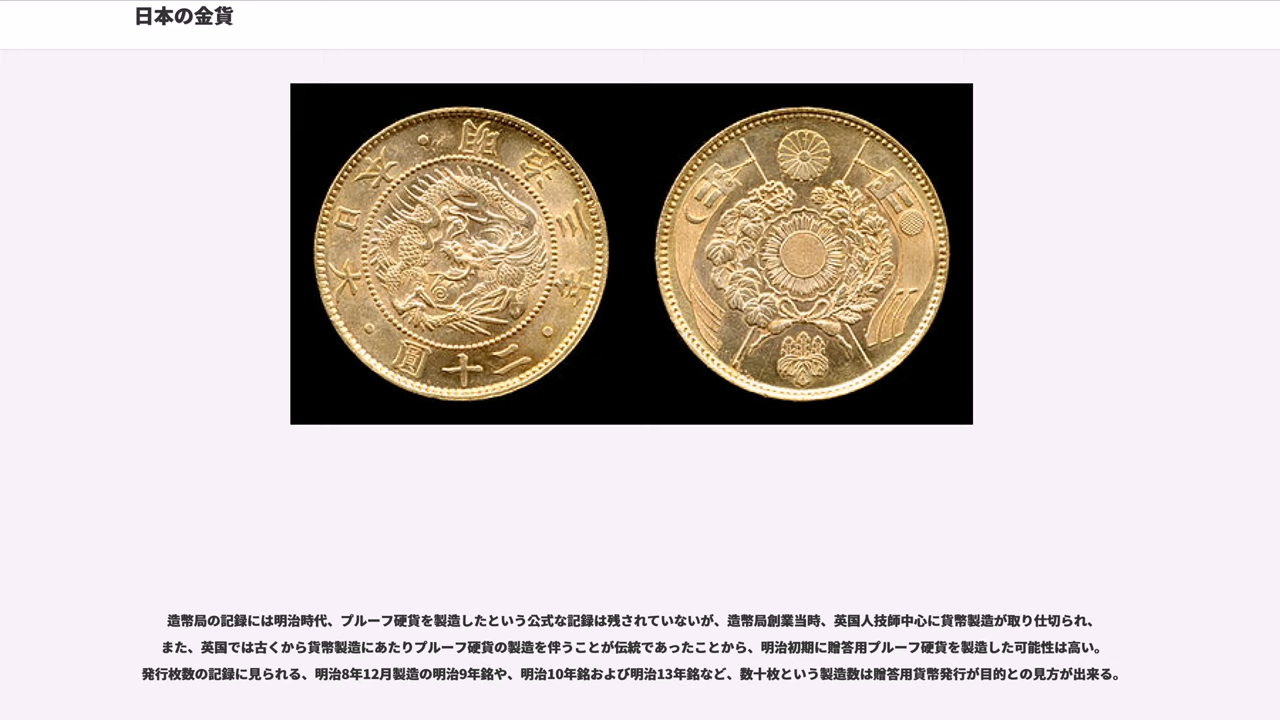 日本の金貨
大日本・明治三年・二十圓
造幣局の記録には明治時代、プルーフ硬貨を製造したという公式な記録は残されていないが、造幣局創業当時、英国人技師中心に貨幣製造が取り仕切られ、
また、英国では古くから貨幣製造にあたりプルーフ硬貨の製造を伴うことが伝統であったことから、明治初期に贈答用プルーフ硬貨を製造した可能性は高い。
発行枚数の記録に見られる、明治8年12月製造の明治9年銘や、明治10年銘および明治13年銘など、数十枚という製造数は贈答用貨幣発行が目的との見方が出来る。